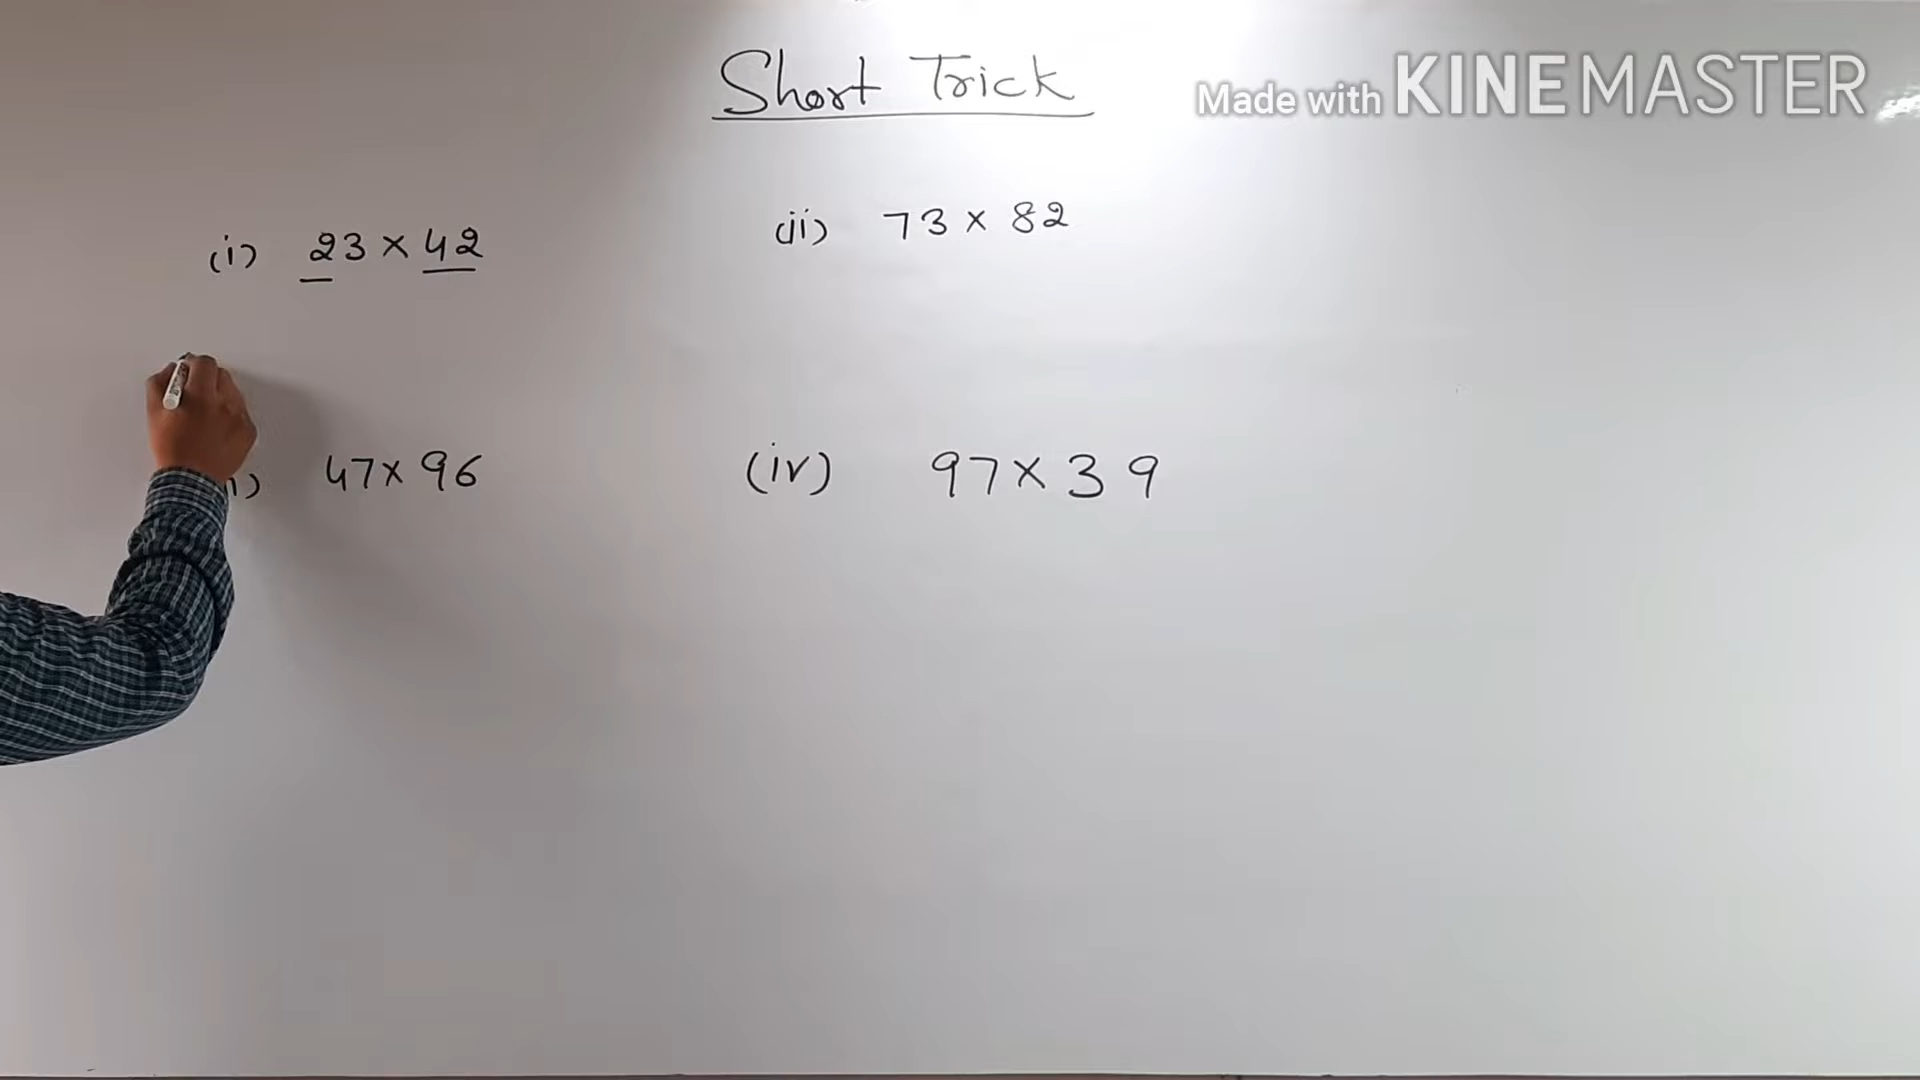 Short Trick
Made with KINEMASTER
(i) 23 × 42
(ii) 73 × 82
47 × 96
(iv) 97 × 39